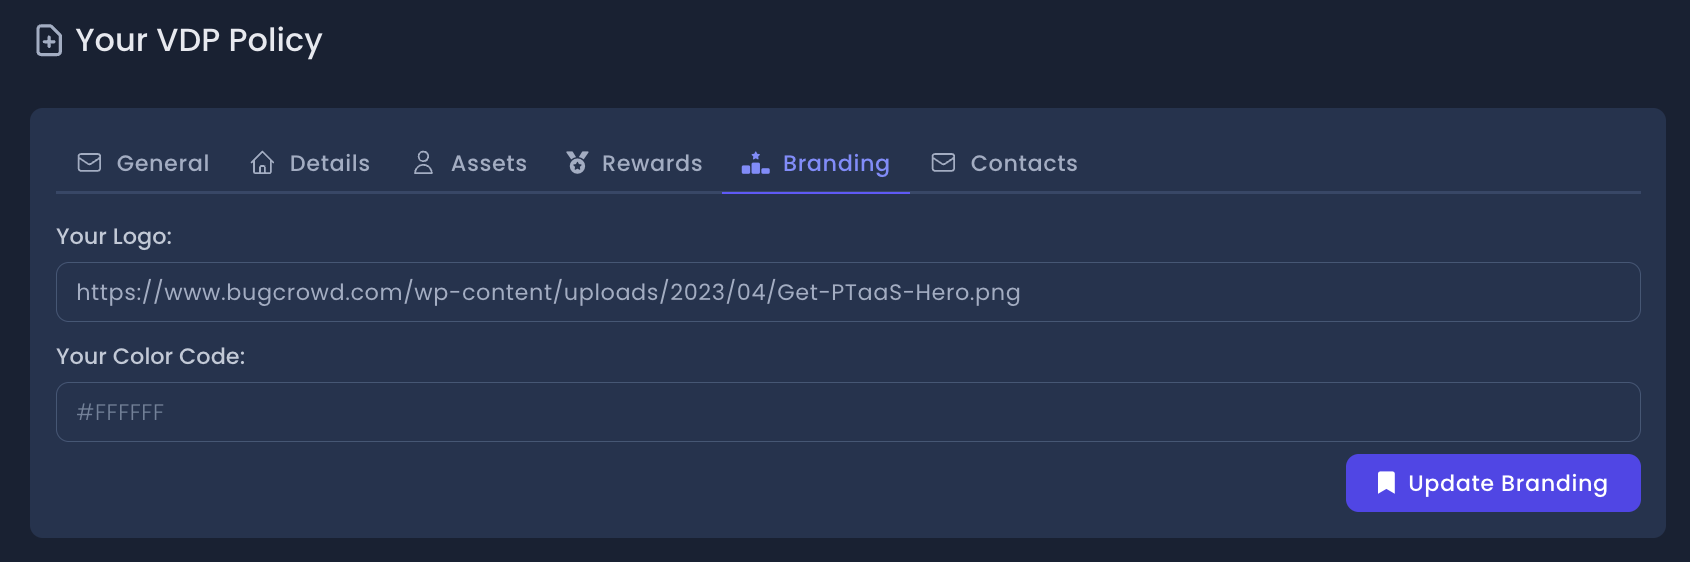 Your VDP Policy
General Details Assets Rewards Branding Contacts
Your Logo:
https://www.bugcrowd.com/wp-content/uploads/2023/04/Get-PTaaS-Hero.png
Your Color Code:
#FFFFFF
Update Branding